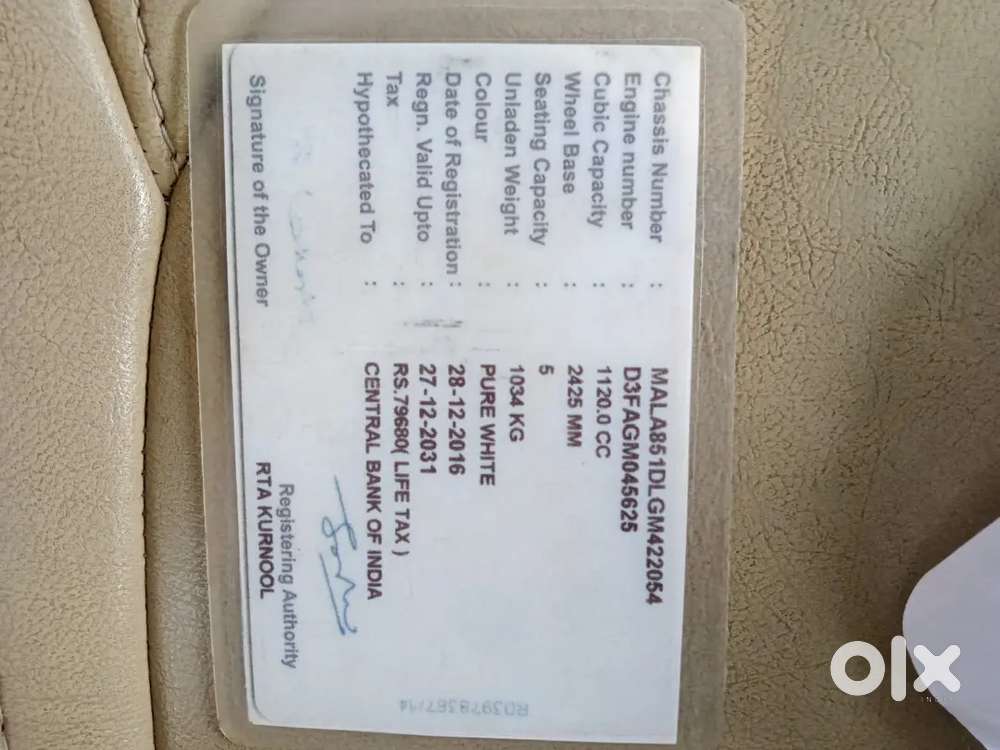 Chassis Number : MALA851DLGM422054
Engine number : D3FAGM045625
Cubic Capacity : 1120.0 CC
Wheel Base : 2425 MM
Seating Capacity : 5
Unladen Weight : 1034 KG
Colour : PURE WHITE
Date of Registration : 28-12-2016
Regn. Valid Upto : 27-12-2031
Tax : RS.79680( LIFE TAX )
Hypothecated To : CENTRAL BANK OF INDIA
Signature of the Owner
Registering Authority
RTA KURNOOL
olx
INDIA